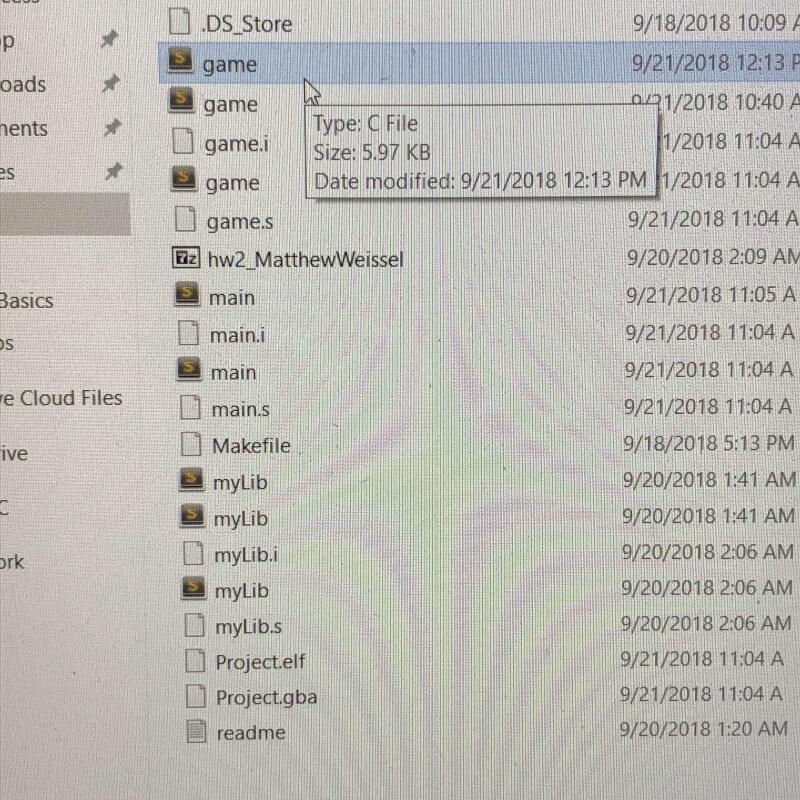 .DS_Store 9/18/2018 10:09 A
p
game 9/21/2018 12:13 P
oads
game 9/21/2018 10:40 A
Type: C File
ments
game.i 1/2018 11:04 A
Size: 5.97 KB
es
game 1/2018 11:04 A
Date modified: 9/21/2018 12:13 PM
game.s 9/21/2018 11:04 A
7z hw2_MatthewWeissel 9/20/2018 2:09 AM
Basics
main 9/21/2018 11:05 A
os
main.i 9/21/2018 11:04 A
main 9/21/2018 11:04 A
ve Cloud Files
main.s 9/21/2018 11:04 A
rive
Makefile 9/18/2018 5:13 PM
myLib 9/20/2018 1:41 AM
C
myLib 9/20/2018 1:41 AM
ork
myLib.i 9/20/2018 2:06 AM
myLib 9/20/2018 2:06 AM
myLib.s 9/20/2018 2:06 AM
Project.elf 9/21/2018 11:04 A
Project.gba 9/21/2018 11:04 A
readme 9/20/2018 1:20 AM